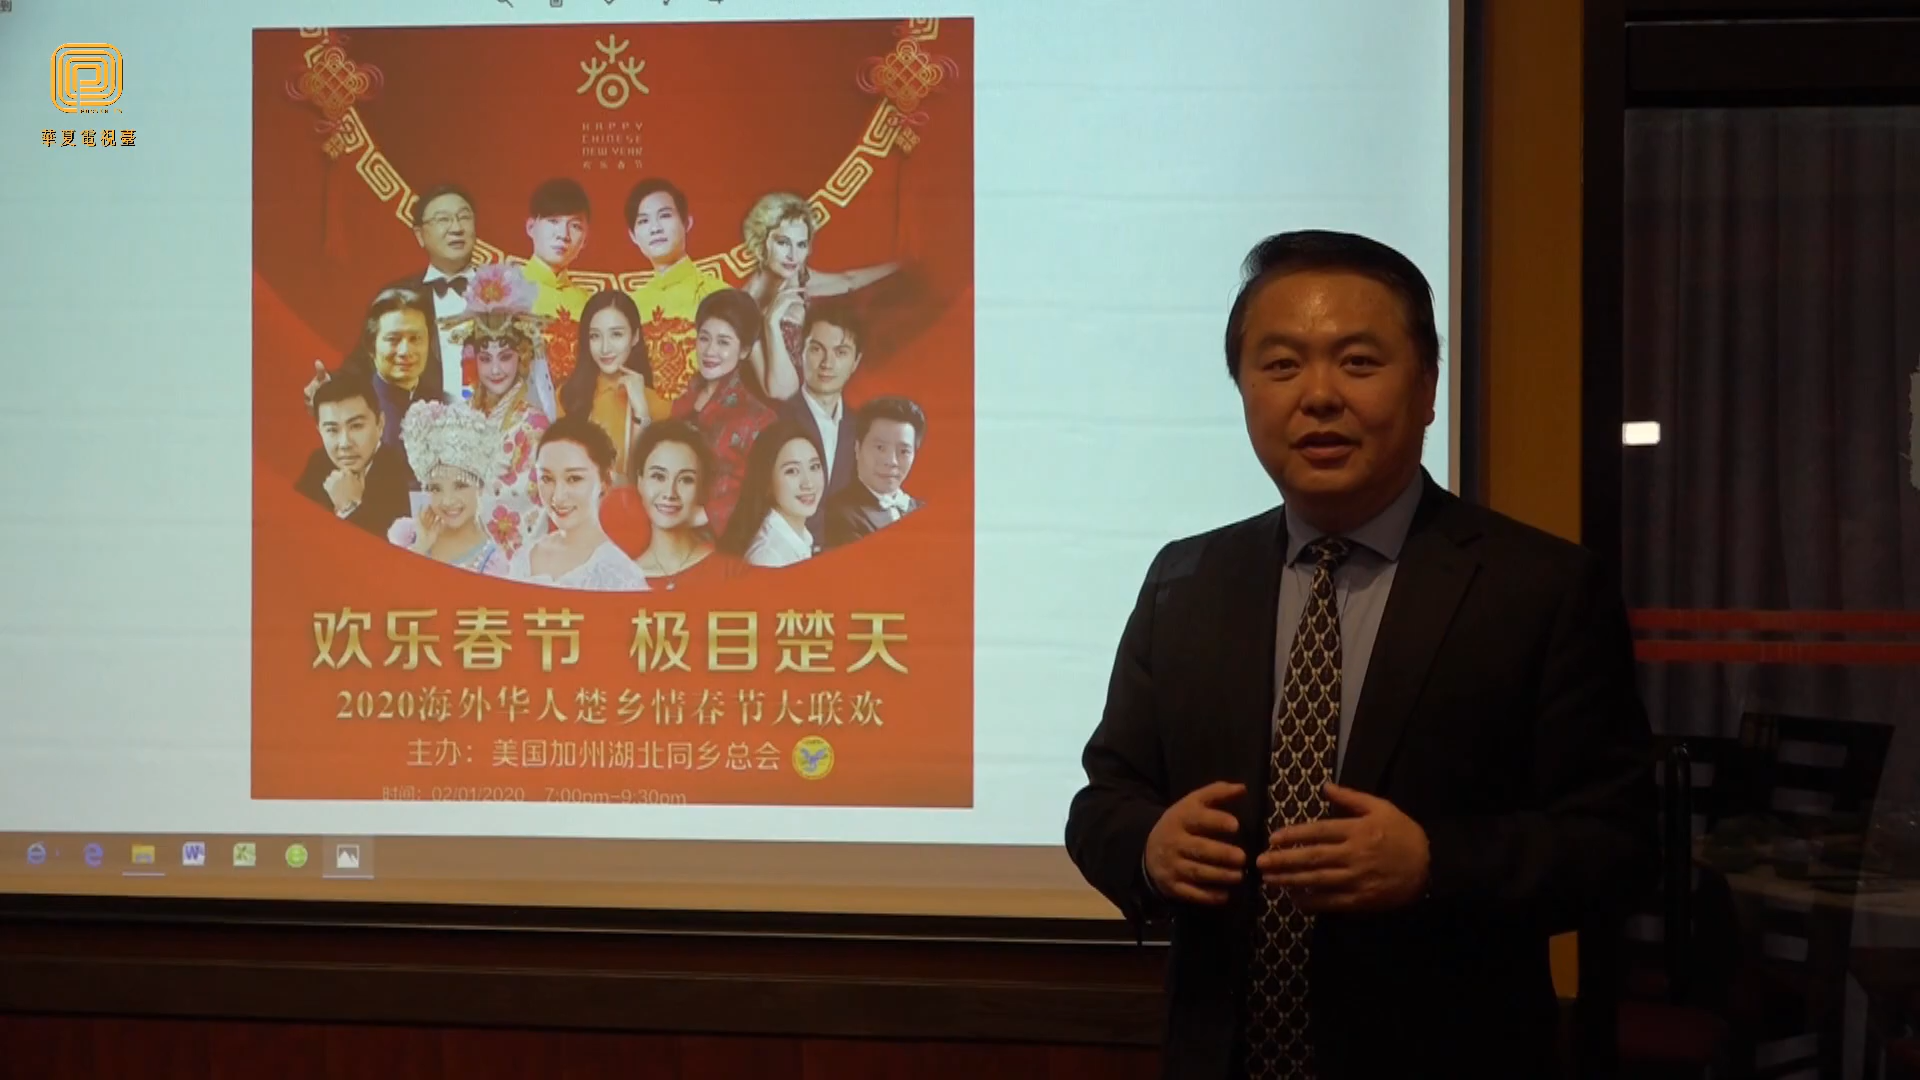 華夏電視臺
HAPPY
CHINESE
NEW YEAR
欢乐春节
欢乐春节 极目楚天
2020海外华人楚乡情春节大联欢
主办：美国加州湖北同乡总会
时间：02/01/2020 7:00pm-9:30pm